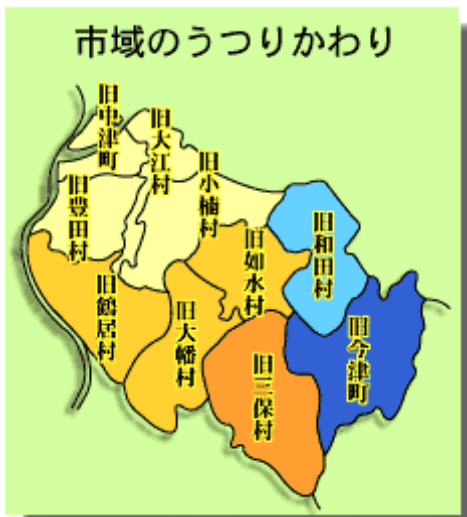 市域のうつりかわり
旧中津町
旧大江村
旧小楠村
旧豊田村
旧和田村
旧如水村
旧鶴居村
旧大幡村
旧今津町
旧三保村